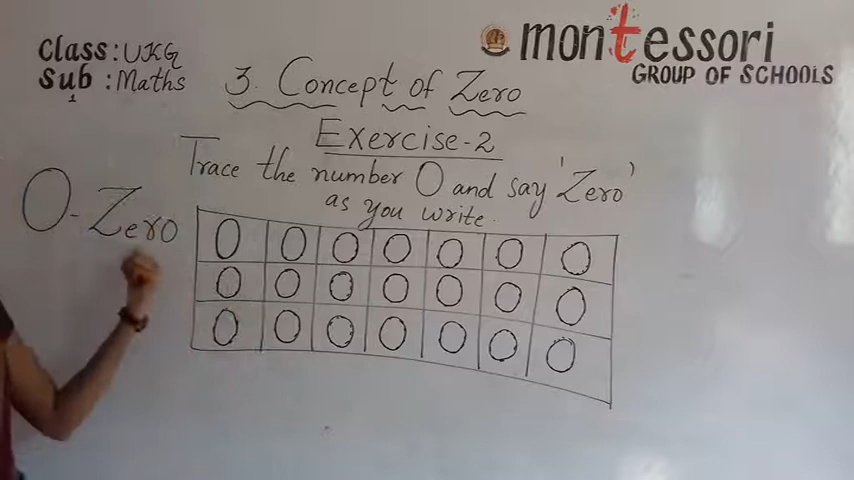 Class: UKG
Sub : Maths
1
montessori
GROUP OF SCHOOLS
3. Concept of Zero
Exercise-2
Trace the number 0 and say 'Zero'
as you write.
0 - Zero
0 0 0 0 0 0 0
0 0 0 0 0 0 0
0 0 0 0 0 0 0